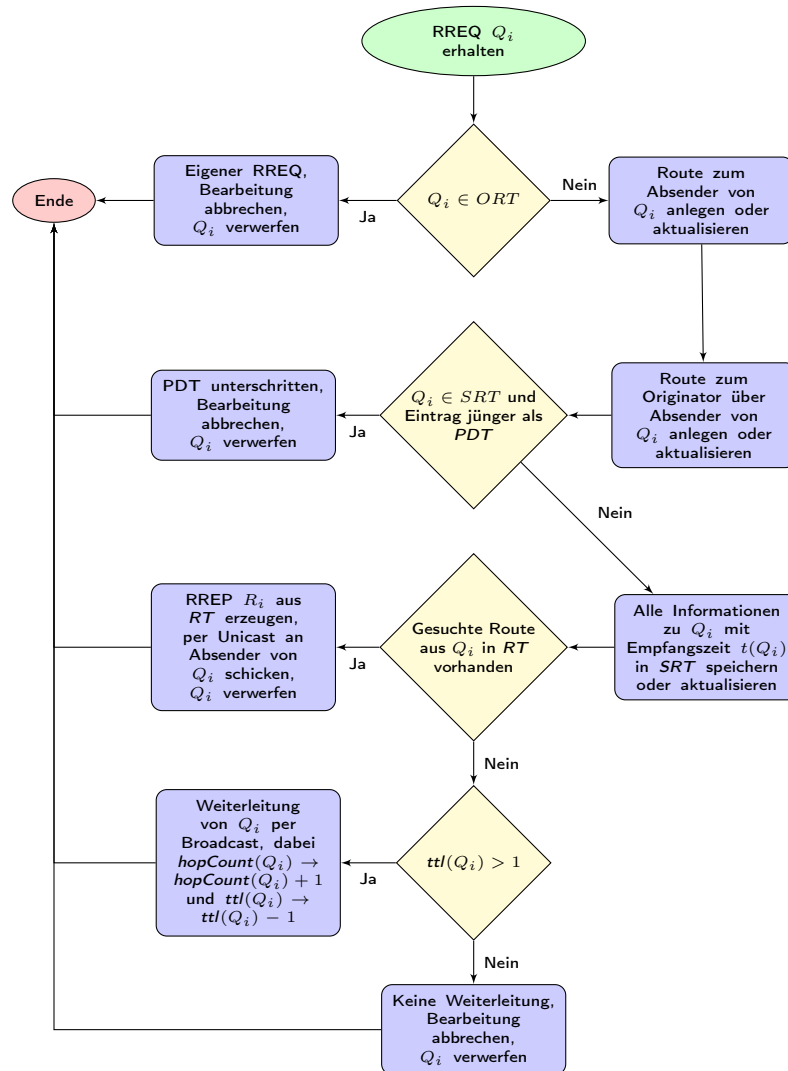 RREQ Q_i
erhalten
Eigener RREQ,
Bearbeitung
abbrechen,
Q_i verwerfen
Ende
Q_i ∈ ORT
Ja
Nein
Route zum
Absender von
Q_i anlegen oder
aktualisieren
PDT unterschritten,
Bearbeitung
abbrechen,
Q_i verwerfen
Ja
Q_i ∈ SRT und
Eintrag jünger als
PDT
Route zum
Originator über
Absender von
Q_i anlegen oder
aktualisieren
Nein
RREP R_i aus
RT erzeugen,
per Unicast an
Absender von
Q_i schicken,
Q_i verwerfen
Ja
Gesuchte Route
aus Q_i in RT
vorhanden
Alle Informationen
zu Q_i mit
Empfangszeit t(Q_i)
in SRT speichern
oder aktualisieren
Nein
Weiterleitung
von Q_i per
Broadcast, dabei
hopCount(Q_i) →
hopCount(Q_i) + 1
und ttl(Q_i) →
ttl(Q_i) − 1
Ja
ttl(Q_i) > 1
Nein
Keine Weiterleitung,
Bearbeitung
abbrechen,
Q_i verwerfen